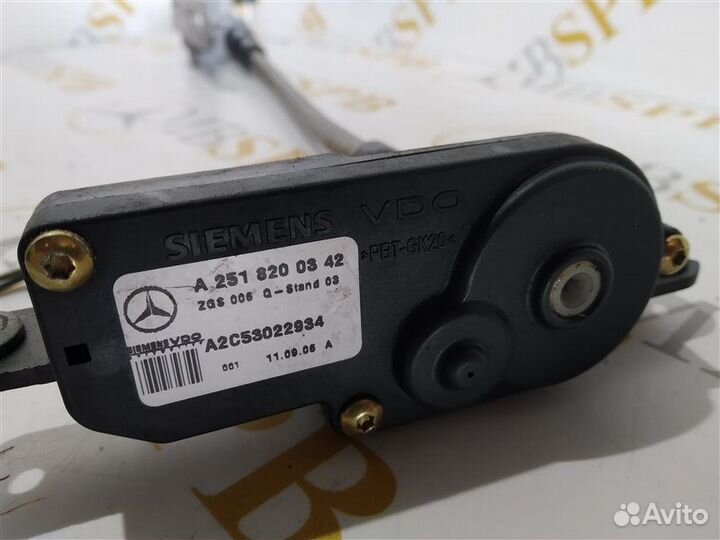 SIEMENS VDO
>PBT-GK20<
A 251 820 03 42
ZGS 006 Q-Stand 03
SIEMENS VDO
A2C53022934
001 11.09.06 A
Avito